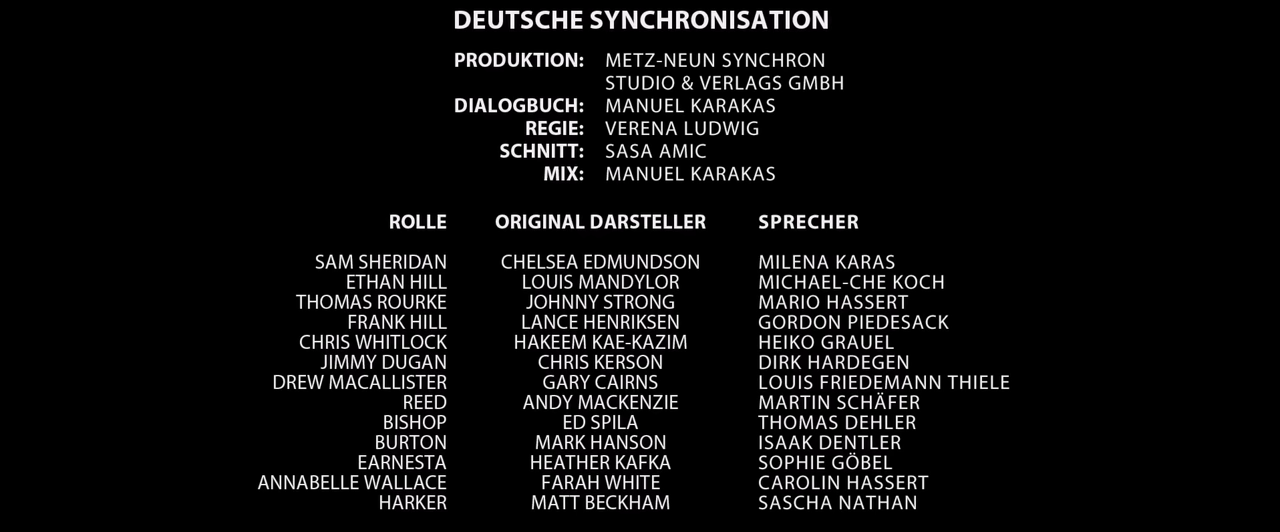 DEUTSCHE SYNCHRONISATION
PRODUKTION: METZ-NEUN SYNCHRON
STUDIO & VERLAGS GMBH
DIALOGBUCH: MANUEL KARAKAS
REGIE: VERENA LUDWIG
SCHNITT: SASA AMIC
MIX: MANUEL KARAKAS
ROLLE ORIGINAL DARSTELLER SPRECHER
SAM SHERIDAN CHELSEA EDMUNDSON MILENA KARAS
ETHAN HILL LOUIS MANDYLOR MICHAEL-CHE KOCH
THOMAS ROURKE JOHNNY STRONG MARIO HASSERT
FRANK HILL LANCE HENRIKSEN GORDON PIEDESACK
CHRIS WHITLOCK HAKEEM KAE-KAZIM HEIKO GRAUEL
JIMMY DUGAN CHRIS KERSON DIRK HARDEGEN
DREW MACALLISTER GARY CAIRNS LOUIS FRIEDEMANN THIELE
REED ANDY MACKENZIE MARTIN SCHÄFER
BISHOP ED SPILA THOMAS DEHLER
BURTON MARK HANSON ISAAK DENTLER
EARNESTA HEATHER KAFKA SOPHIE GÖBEL
ANNABELLE WALLACE FARAH WHITE CAROLIN HASSERT
HARKER MATT BECKHAM SASCHA NATHAN